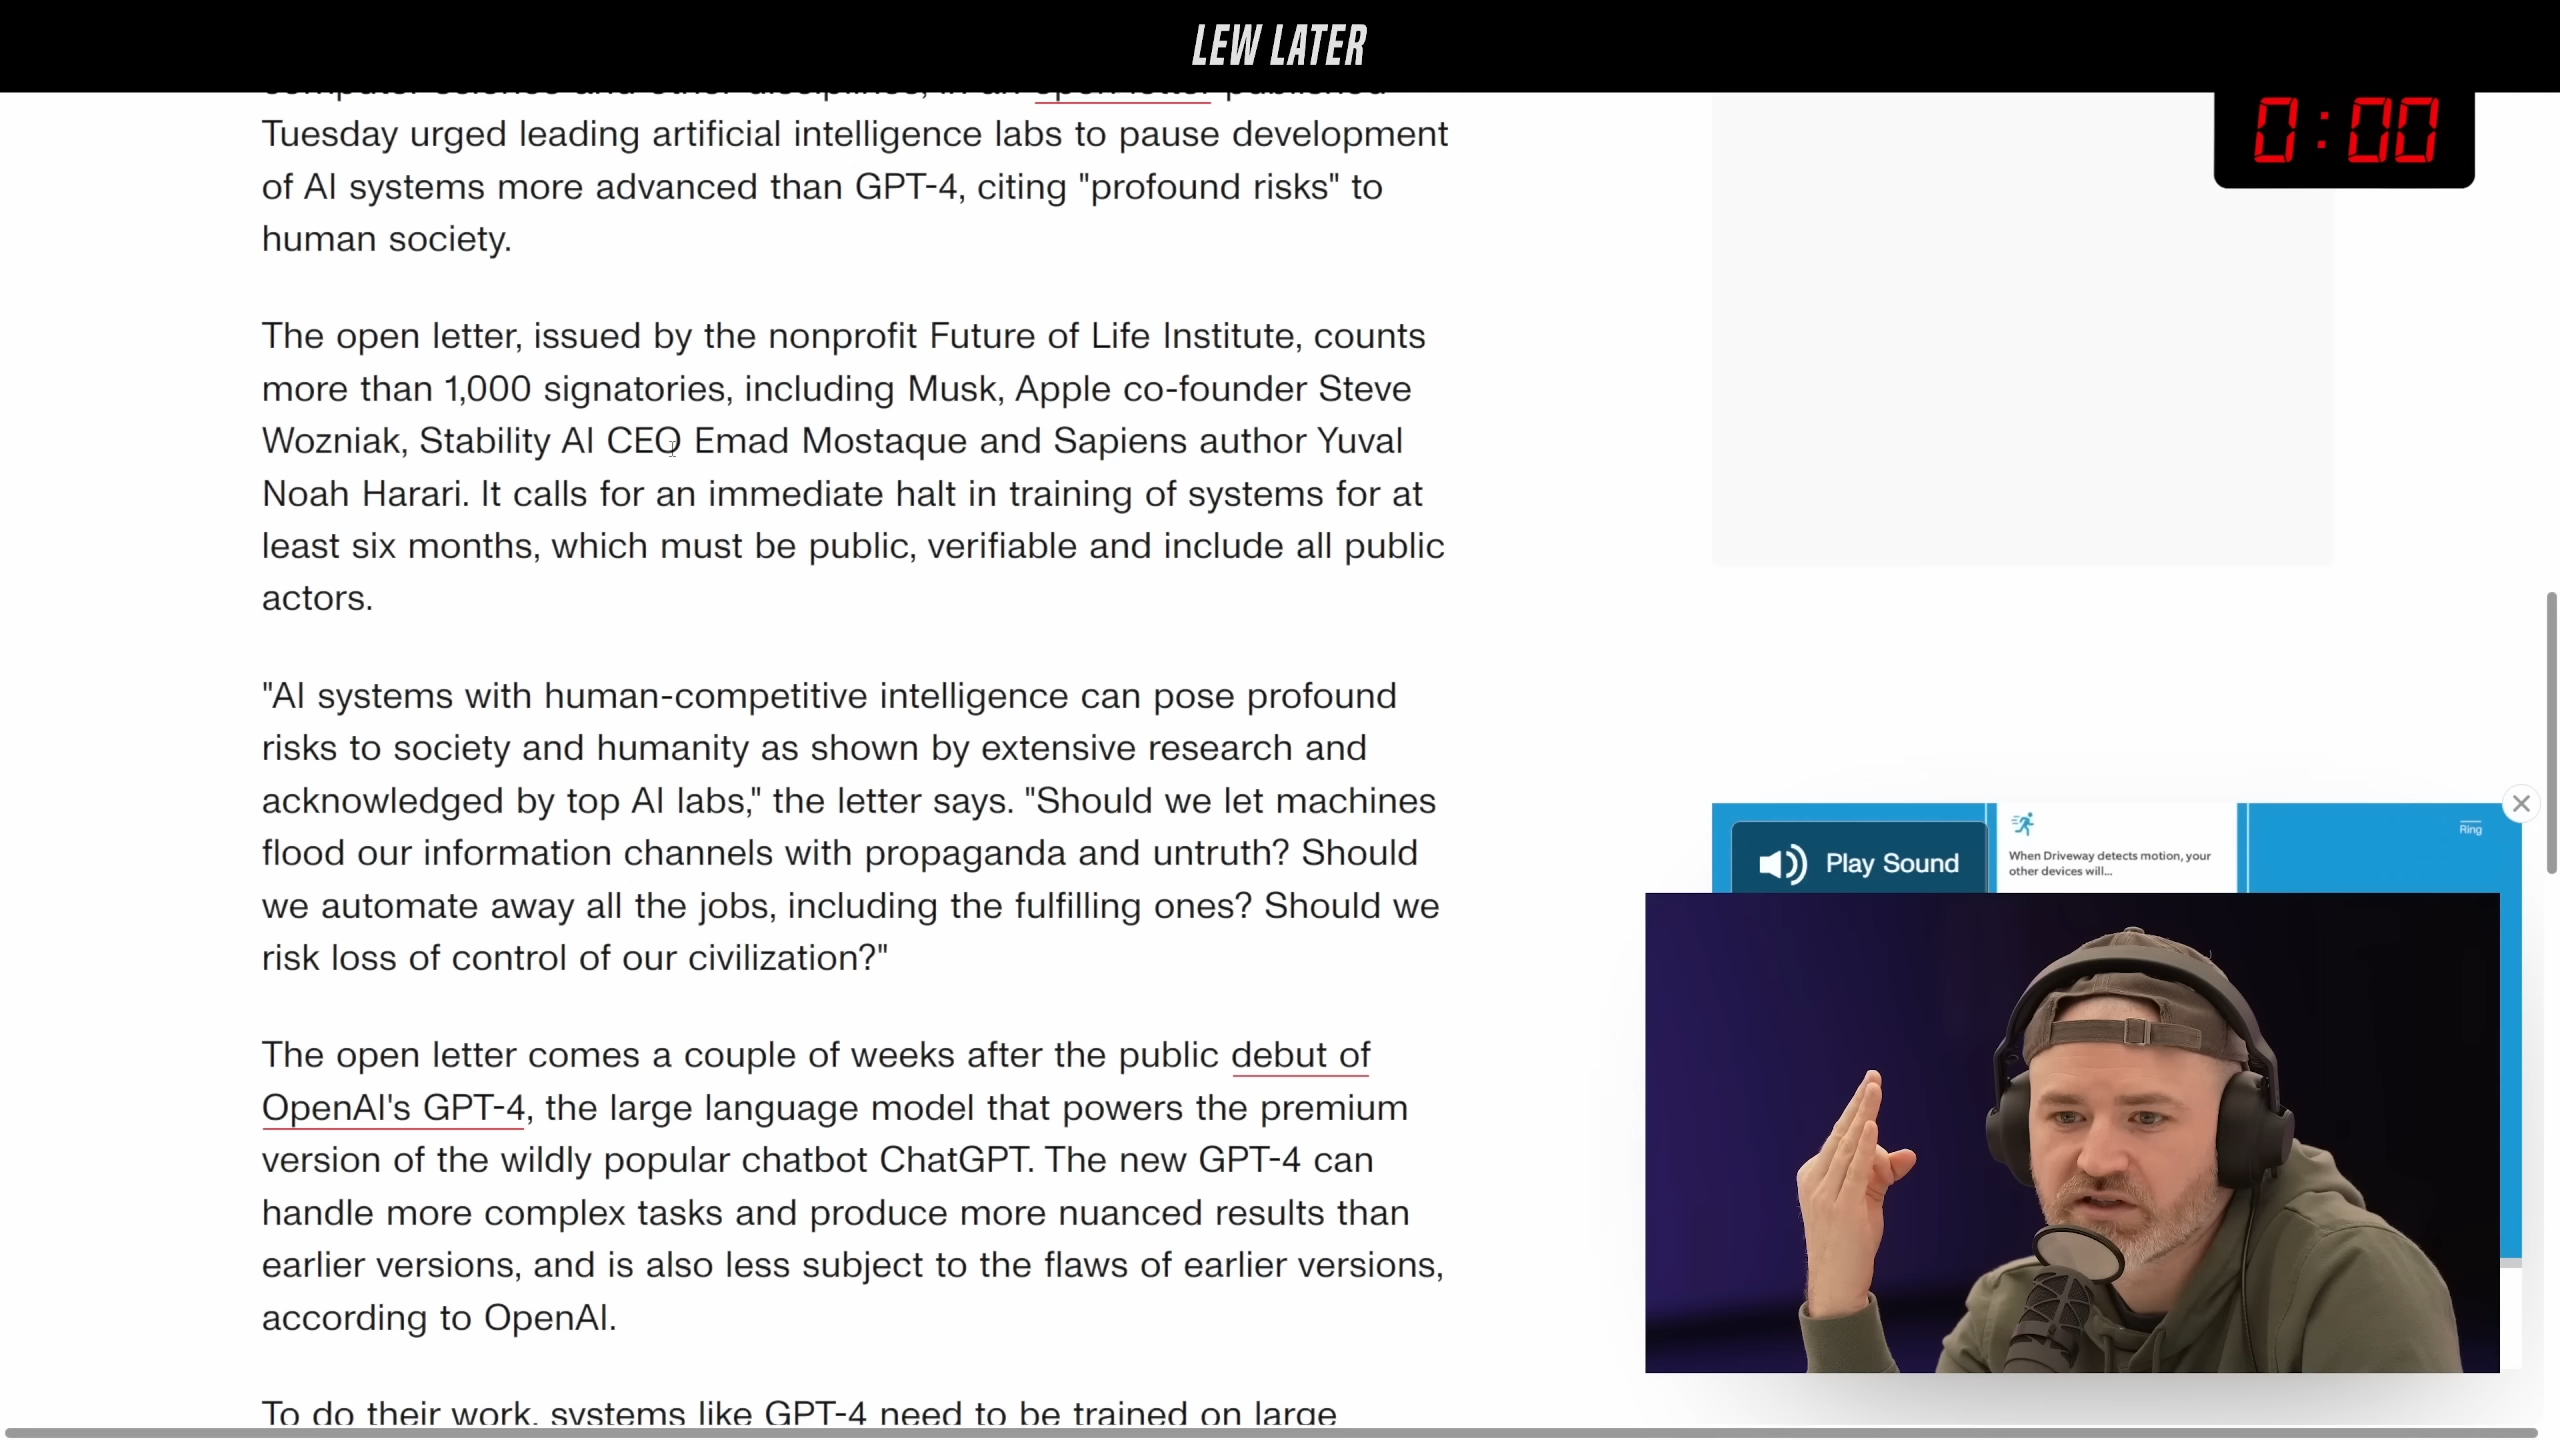 LEW LATER
0:00
computer science and other disciplines, in an open letter published
Tuesday urged leading artificial intelligence labs to pause development
of AI systems more advanced than GPT-4, citing "profound risks" to
human society.
The open letter, issued by the nonprofit Future of Life Institute, counts
more than 1,000 signatories, including Musk, Apple co-founder Steve
Wozniak, Stability AI CEO Emad Mostaque and Sapiens author Yuval
Noah Harari. It calls for an immediate halt in training of systems for at
least six months, which must be public, verifiable and include all public
actors.
"AI systems with human-competitive intelligence can pose profound
risks to society and humanity as shown by extensive research and
acknowledged by top AI labs," the letter says. "Should we let machines
flood our information channels with propaganda and untruth? Should
we automate away all the jobs, including the fulfilling ones? Should we
risk loss of control of our civilization?"
The open letter comes a couple of weeks after the public debut of
OpenAI's GPT-4, the large language model that powers the premium
version of the wildly popular chatbot ChatGPT. The new GPT-4 can
handle more complex tasks and produce more nuanced results than
earlier versions, and is also less subject to the flaws of earlier versions,
according to OpenAI.
To do their work, systems like GPT-4 need to be trained on large
Play Sound
When Driveway detects motion, your
other devices will...
Ring